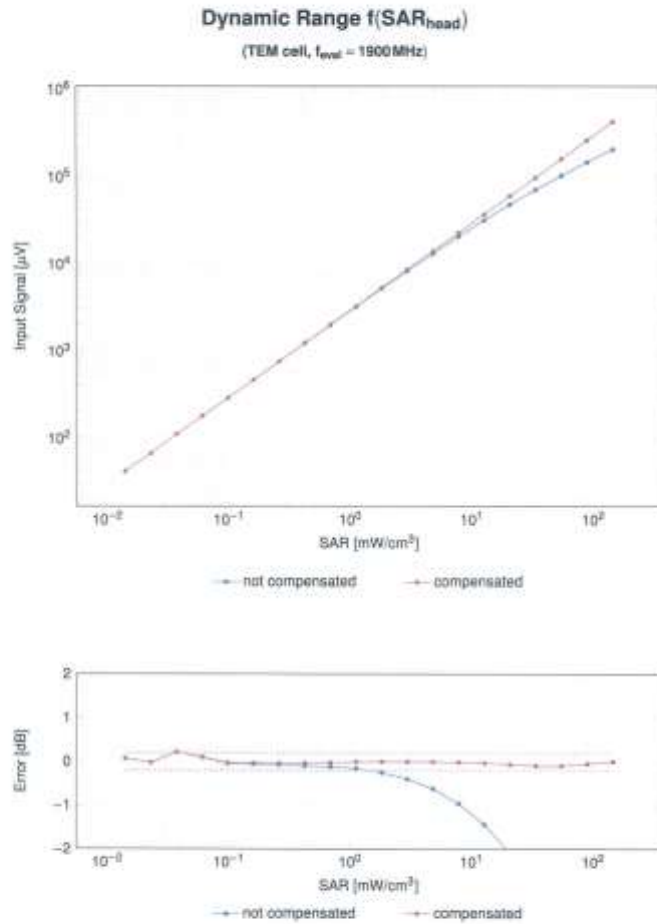 Dynamic Range f(SARhead)
(TEM cell, feval = 1900 MHz)
10⁶
10⁵
10⁴
10³
10²
Input Signal [µV]
10⁻² 10⁻¹ 10⁰ 10¹ 10²
SAR [mW/cm³]
not compensated compensated
2
1
0
-1
-2
Error [dB]
10⁻¹ 10⁰ 10¹ 10²
SAR [mW/cm³]
not compensated compensated